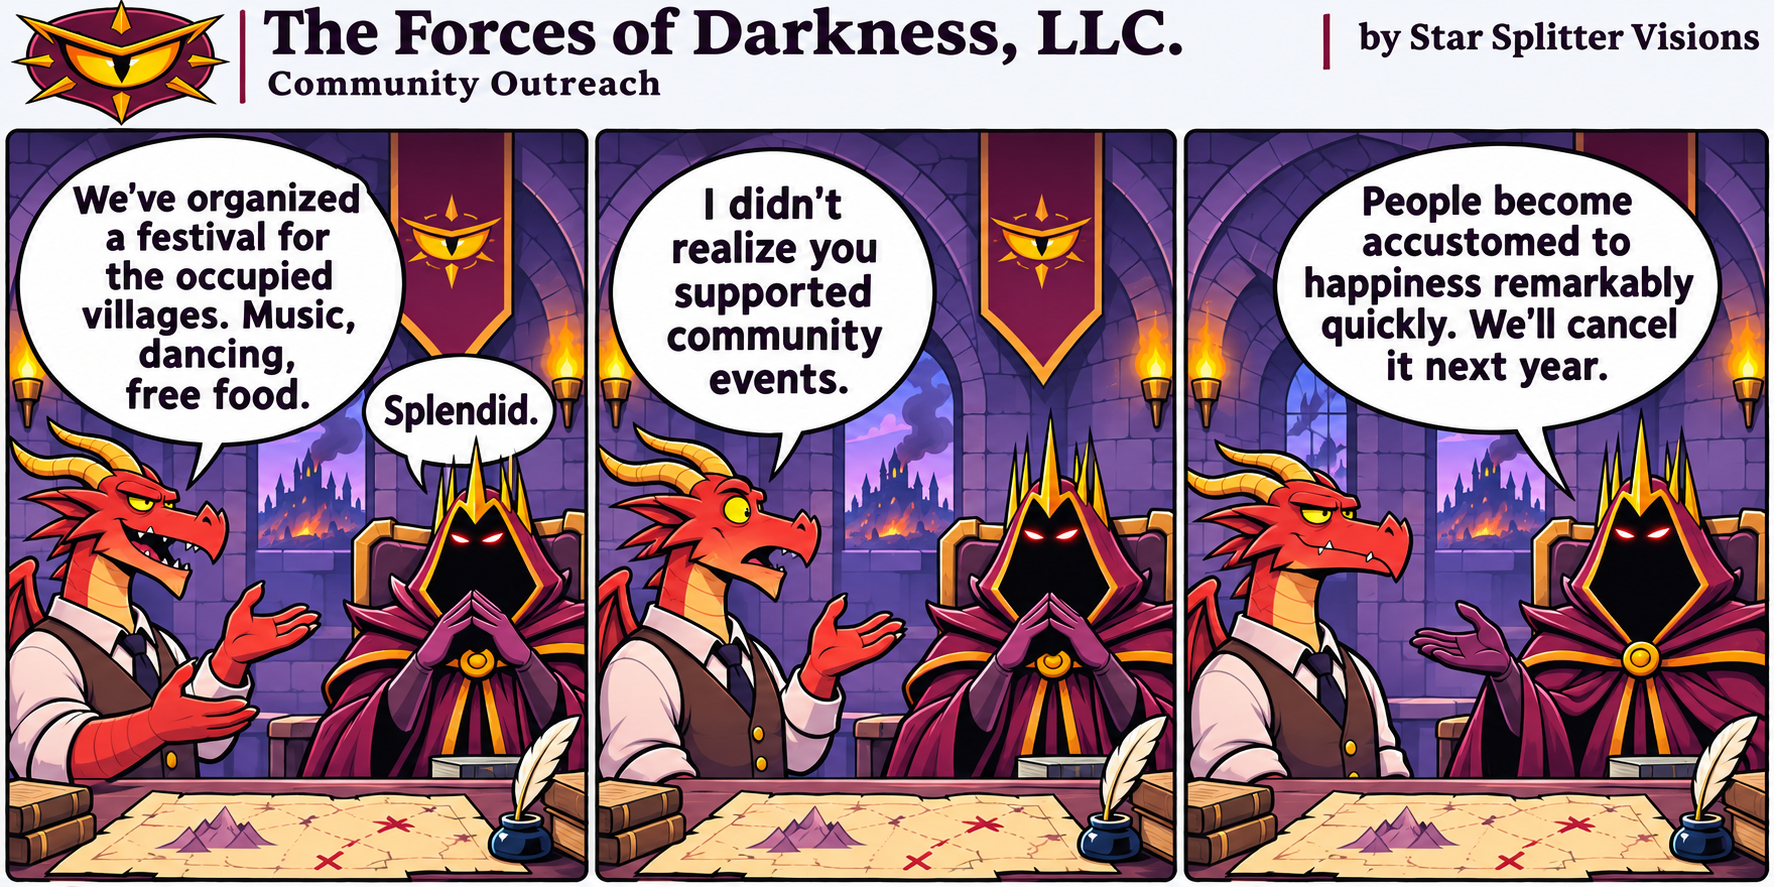 The Forces of Darkness, LLC.
Community Outreach
by Star Splitter Visions
We've organized
a festival for
the occupied
villages. Music,
dancing,
free food.
Splendid.
I didn't
realize you
supported
community
events.
People become
accustomed to
happiness remarkably
quickly. We'll cancel
it next year.